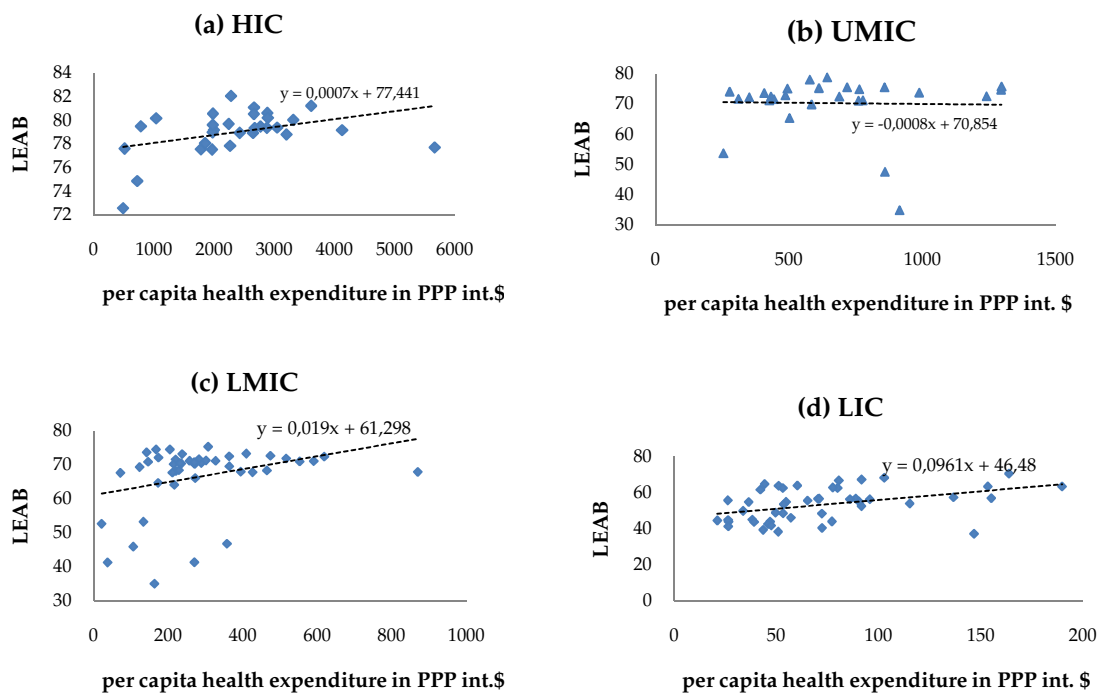 (a) HIC
84
82
80
78
76
74
72
LEAB
y = 0,0007x + 77,441
0 1000 2000 3000 4000 5000 6000
per capita health expenditure in PPP int.$
(b) UMIC
80
70
60
50
40
30
LEAB
y = -0,0008x + 70,854
0 500 1000 1500
per capita health expenditure in PPP int. $
(c) LMIC
80
70
60
50
40
30
LEAB
y = 0,019x + 61,298
0 200 400 600 800 1000
per capita health expenditure in PPP int.$
(d) LIC
80
60
40
20
0
LEAB
y = 0,0961x + 46,48
0 50 100 150 200
per capita health expenditure in PPP int. $